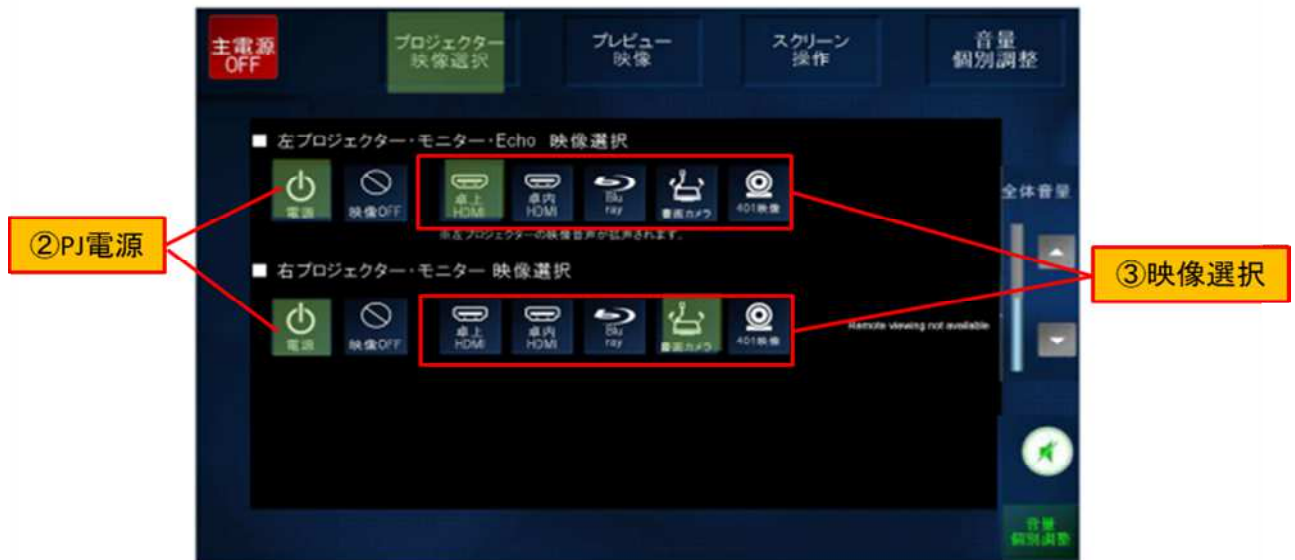 主電源
OFF
プロジェクター
映像選択
プレビュー
映像
スクリーン
操作
音量
個別調整
■ 左プロジェクター・モニター・Echo 映像選択
電源
映像OFF
卓上
HDMI
卓内
HDMI
Blu
ray
書画カメラ
401映像
※左プロジェクターの映像音声が拡声されます。
全体音量
②PJ電源
③映像選択
■ 右プロジェクター・モニター 映像選択
電源
映像OFF
卓上
HDMI
卓内
HDMI
Blu
ray
書画カメラ
401映像
Remote viewing not available
音量
個別調整